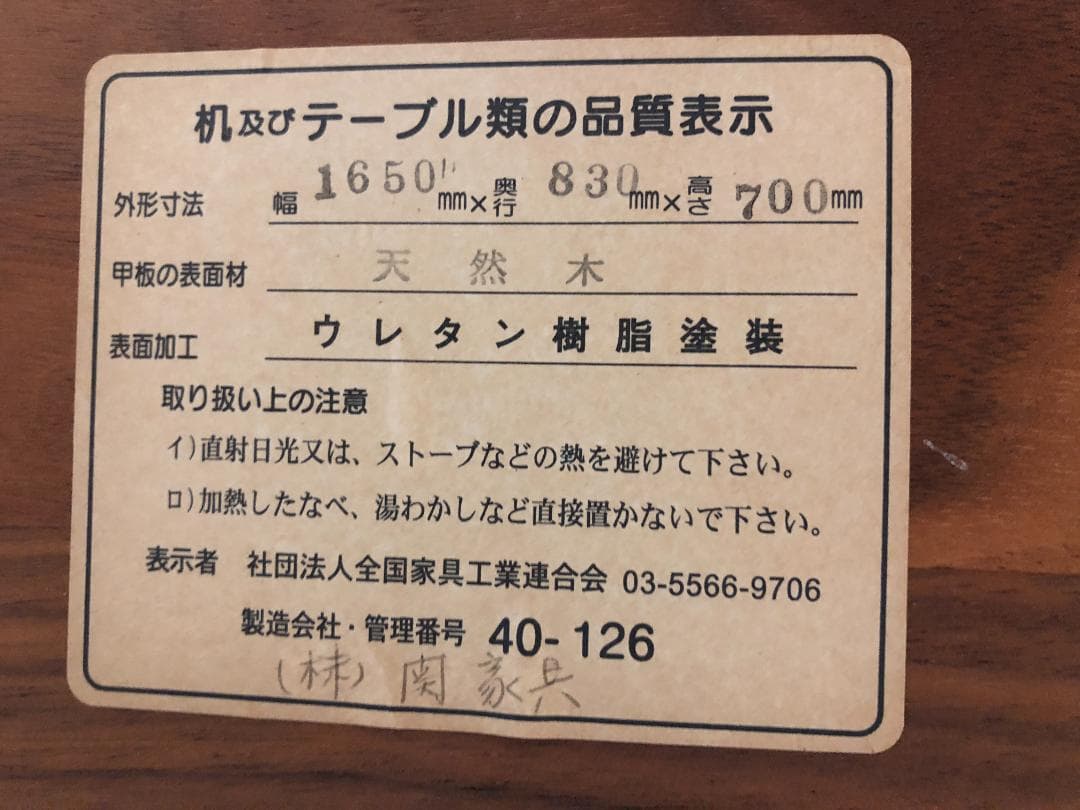 机及びテーブル類の品質表示
外形寸法 幅 1650mm×奥行 830mm×高さ 700mm
甲板の表面材 天然木
表面加工 ウレタン樹脂塗装
取り扱い上の注意
イ)直射日光又は、ストーブなどの熱を避けて下さい。
ロ)加熱したなべ、湯わかしなど直接置かないで下さい。
表示者 社団法人全国家具工業連合会 03-5566-9706
製造会社・管理番号 40-126
(株)関家具